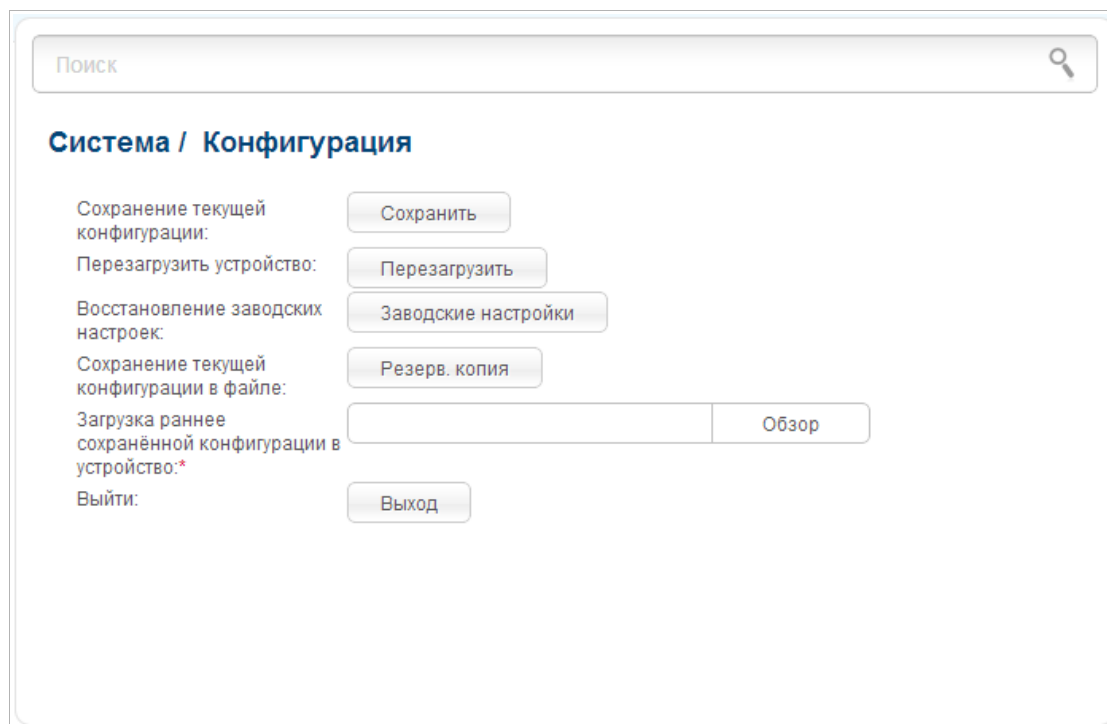 Поиск
Система / Конфигурация
Сохранение текущей
конфигурации:
Сохранить
Перезагрузить устройство:
Перезагрузить
Восстановление заводских
настроек:
Заводские настройки
Сохранение текущей
конфигурации в файле:
Резерв. копия
Загрузка раннее
сохранённой конфигурации в
устройство:*
Обзор
Выйти:
Выход